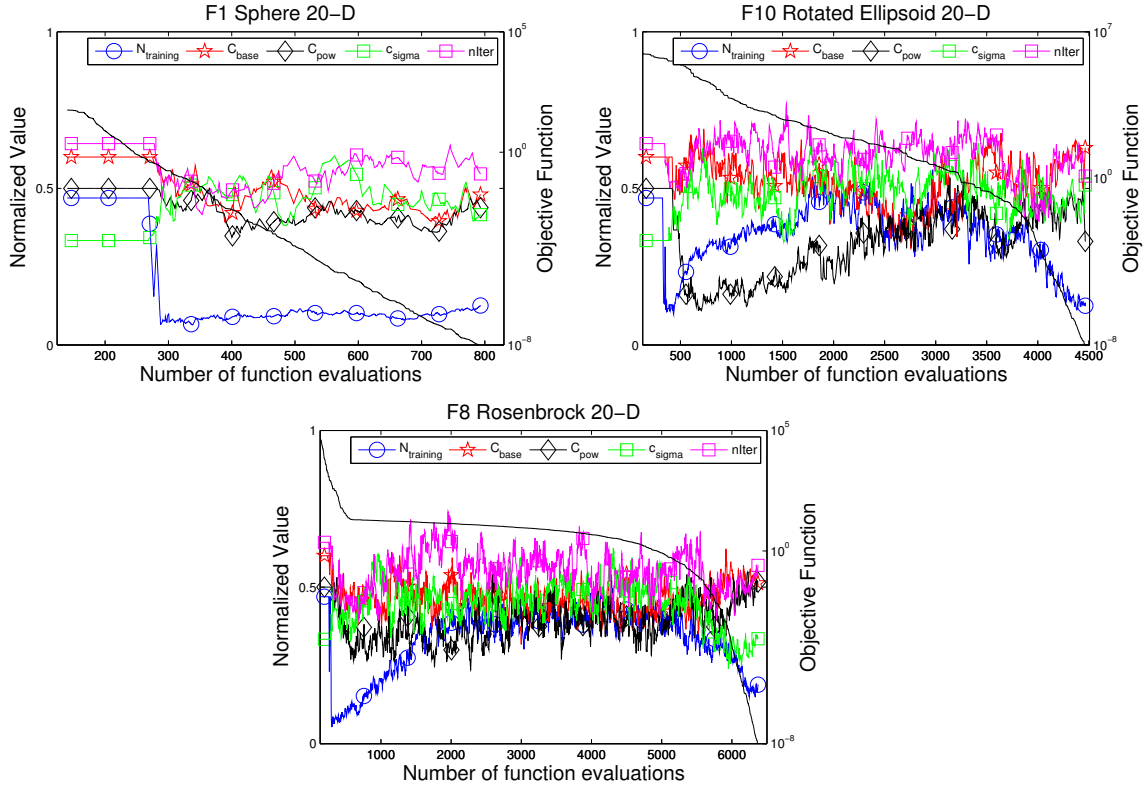 F1 Sphere 20−D
N_training C_base C_pow c_sigma nIter
Normalized Value
1
0.5
0
10^5
10^0
10^−8
Objective Function
200 300 400 500 600 700 800
Number of function evaluations
F10 Rotated Ellipsoid 20−D
N_training C_base C_pow c_sigma nIter
Normalized Value
1
0.5
0
10^7
10^0
10^−8
Objective Function
500 1000 1500 2000 2500 3000 3500 4000 4500
Number of function evaluations
F8 Rosenbrock 20−D
N_training C_base C_pow c_sigma nIter
Normalized Value
1
0.5
0
10^5
10^0
10^−8
Objective Function
1000 2000 3000 4000 5000 6000
Number of function evaluations